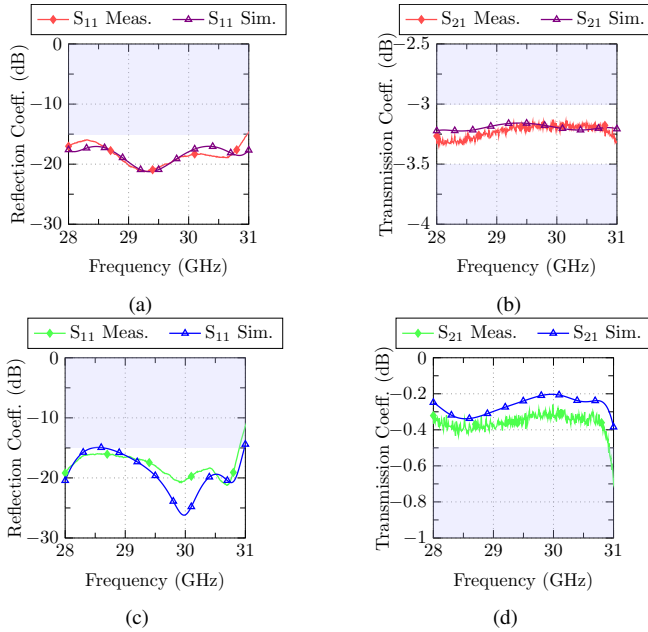 S11 Meas. S11 Sim.
Reflection Coeff. (dB)
0
−10
−20
−30
28 29 30 31
Frequency (GHz)
(a)
S21 Meas. S21 Sim.
Transmission Coeff. (dB)
−2.5
−3
−3.5
−4
28 29 30 31
Frequency (GHz)
(b)
S11 Meas. S11 Sim.
Reflection Coeff. (dB)
0
−10
−20
−30
28 29 30 31
Frequency (GHz)
(c)
S21 Meas. S21 Sim.
Transmission Coeff. (dB)
0
−0.2
−0.4
−0.6
−0.8
−1
28 29 30 31
Frequency (GHz)
(d)